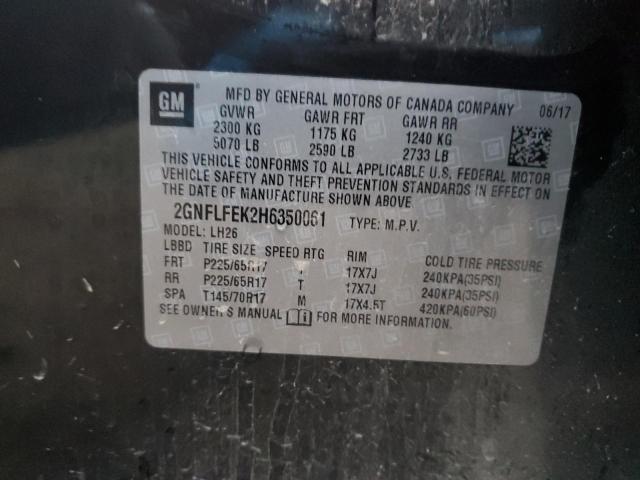 GM
MFD BY GENERAL MOTORS OF CANADA COMPANY 06/17
GVWR GAWR FRT GAWR RR
2300 KG 1175 KG 1240 KG
5070 LB 2590 LB 2733 LB
THIS VEHICLE CONFORMS TO ALL APPLICABLE U.S. FEDERAL MOTOR
VEHICLE SAFETY AND THEFT PREVENTION STANDARDS IN EFFECT ON
THE DATE OF MANUFACTURE SHOWN ABOVE.
2GNFLFEK2H6350061 TYPE: M.P.V.
MODEL: LH26
LBBD TIRE SIZE SPEED RTG RIM COLD TIRE PRESSURE
FRT P225/65R17 T 17X7J 240KPA(35PSI)
RR P225/65R17 T 17X7J 240KPA(35PSI)
SPA T145/70R17 M 17X4.5T 420KPA(60PSI)
SEE OWNER'S MANUAL FOR MORE INFORMATION.